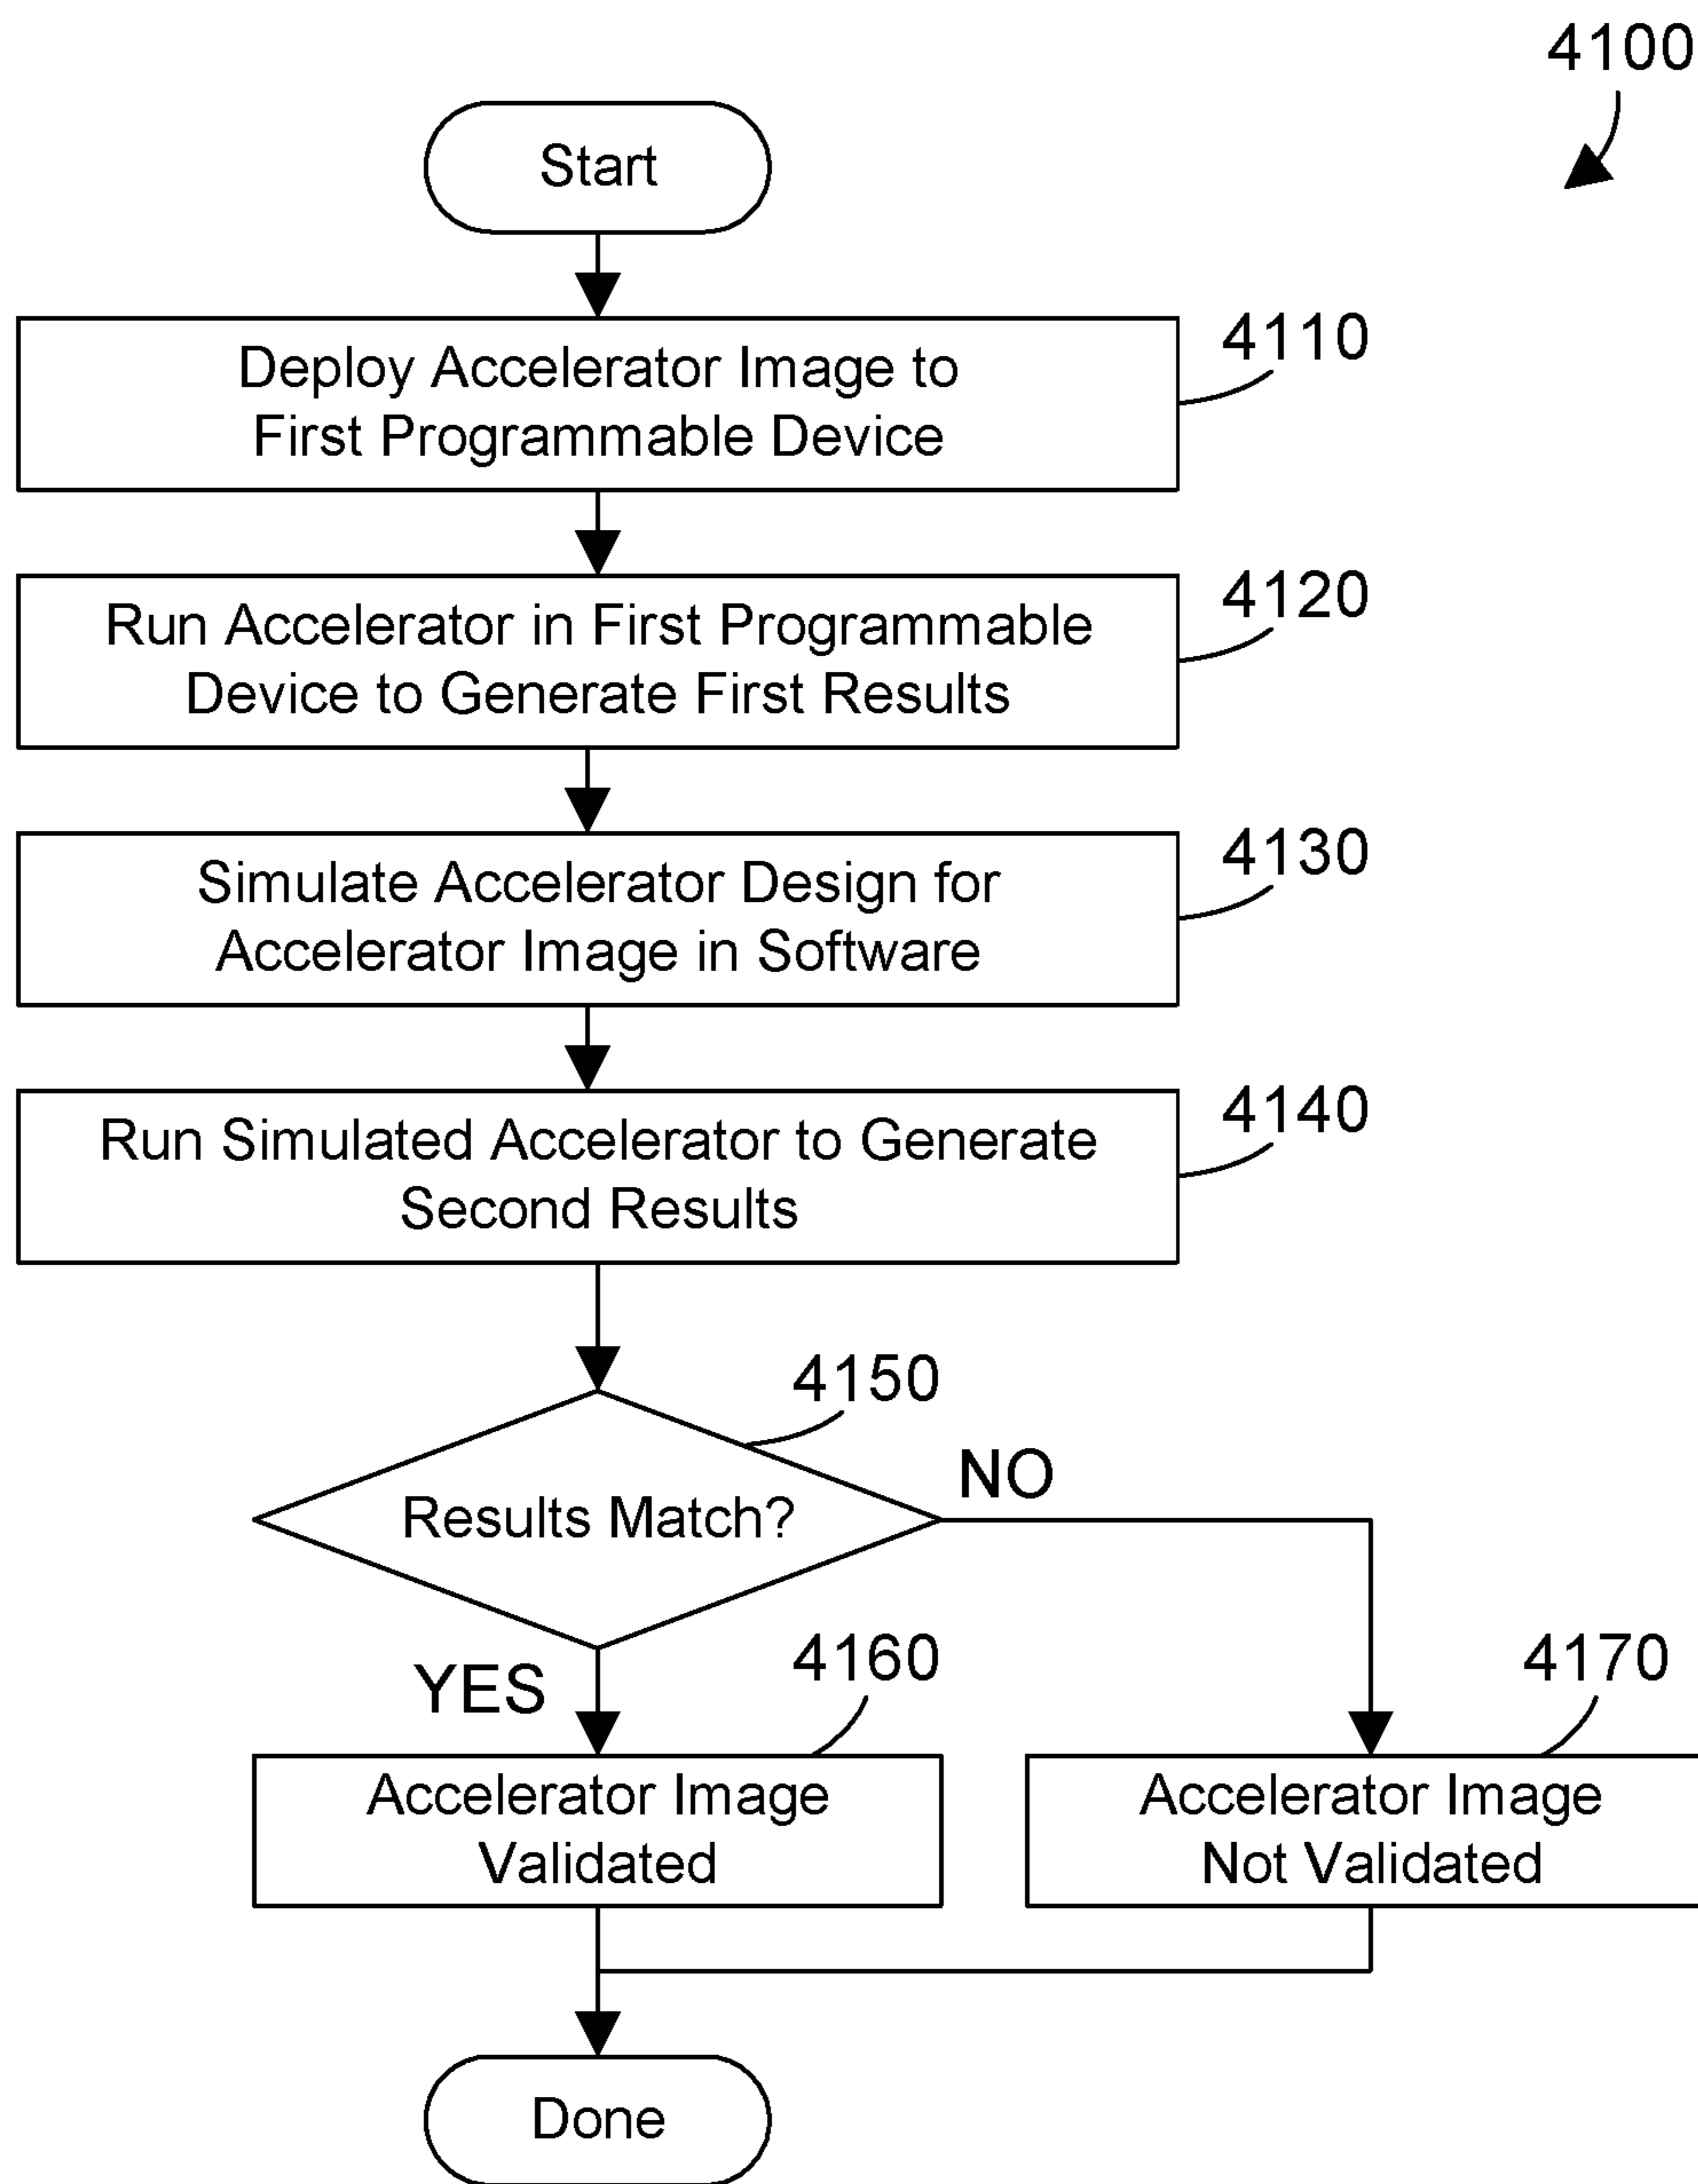 4100
Start
4110
Deploy Accelerator Image to
First Programmable Device
4120
Run Accelerator in First Programmable
Device to Generate First Results
4130
Simulate Accelerator Design for
Accelerator Image in Software
4140
Run Simulated Accelerator to Generate
Second Results
4150
Results Match?
NO
YES
4160
Accelerator Image
Validated
4170
Accelerator Image
Not Validated
Done